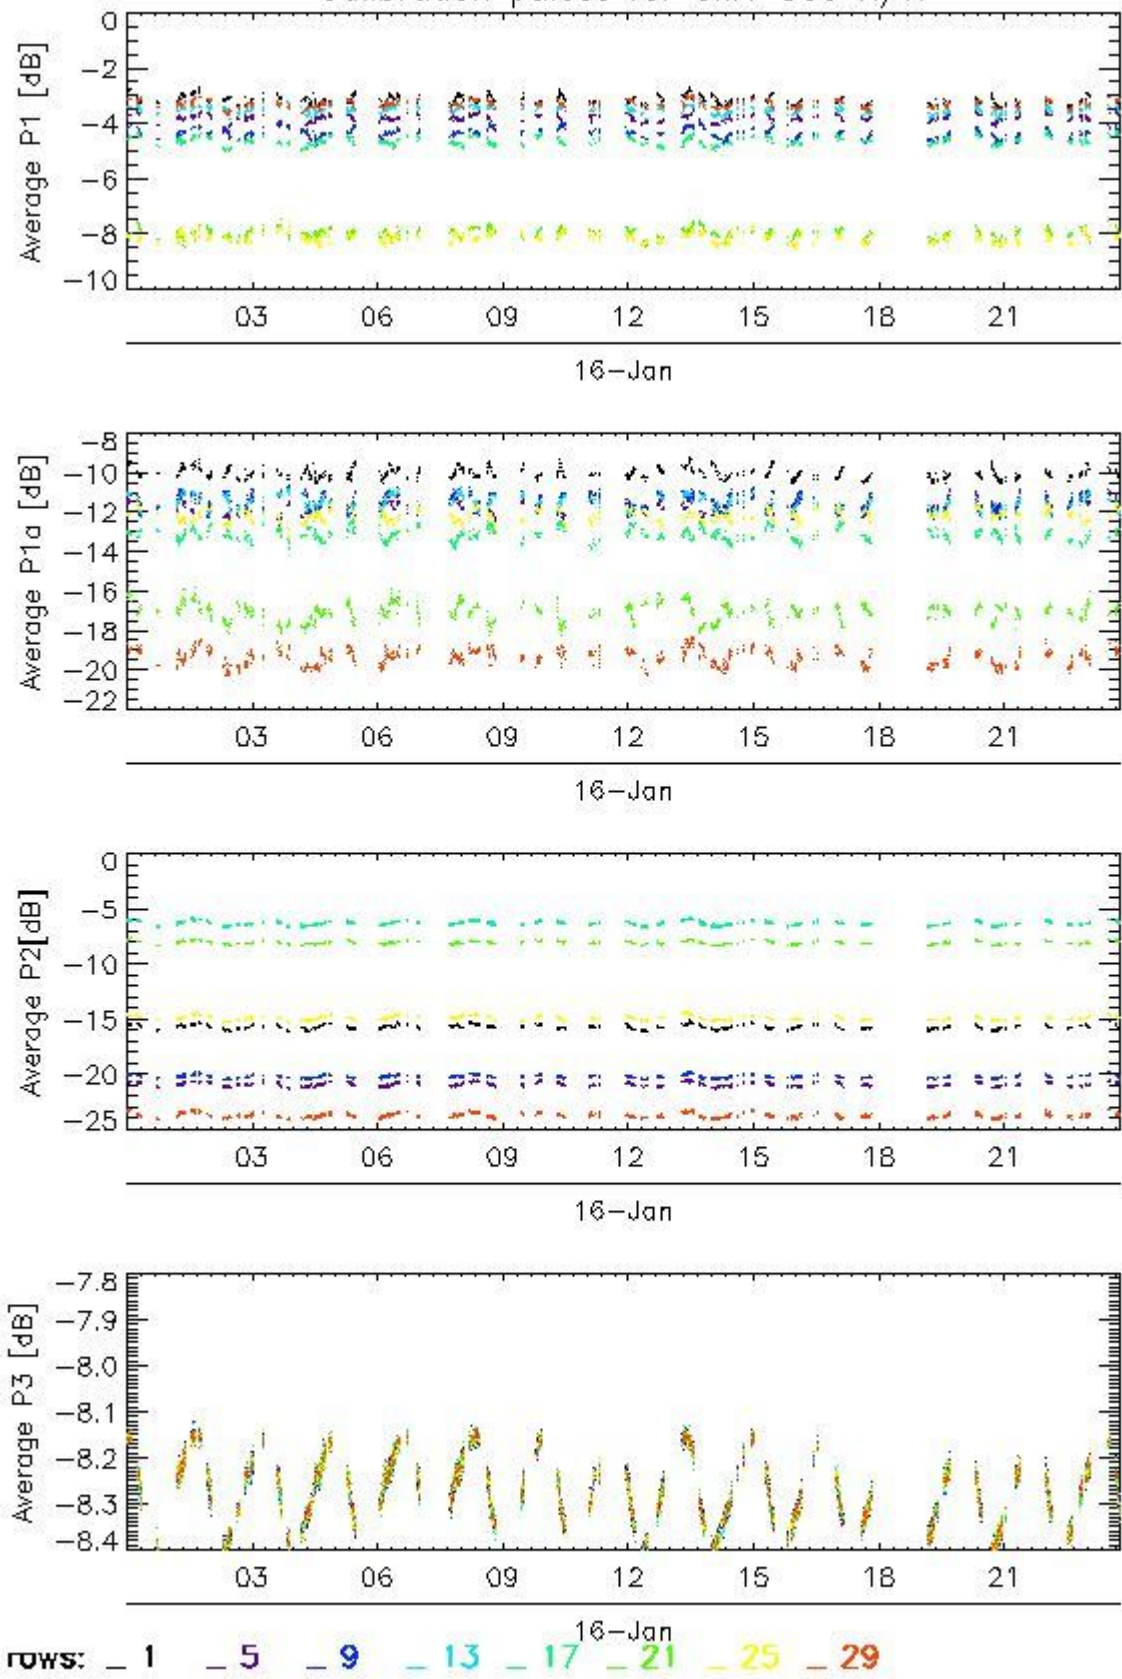 0
−2
−4
−6
−8
−10
Average P1 [dB]
03 06 09 12 15 18 21
16−Jan
−8
−10
−12
−14
−16
−18
−20
−22
Average P1a [dB]
03 06 09 12 15 18 21
16−Jan
0
−5
−10
−15
−20
−25
Average P2[dB]
03 06 09 12 15 18 21
16−Jan
−7.8
−7.9
−8.0
−8.1
−8.2
−8.3
−8.4
Average P3 [dB]
03 06 09 12 15 18 21
16−Jan
rows: _ 1 _ 5 _ 9 _ 13 _ 17 _ 21 _ 25 _ 29